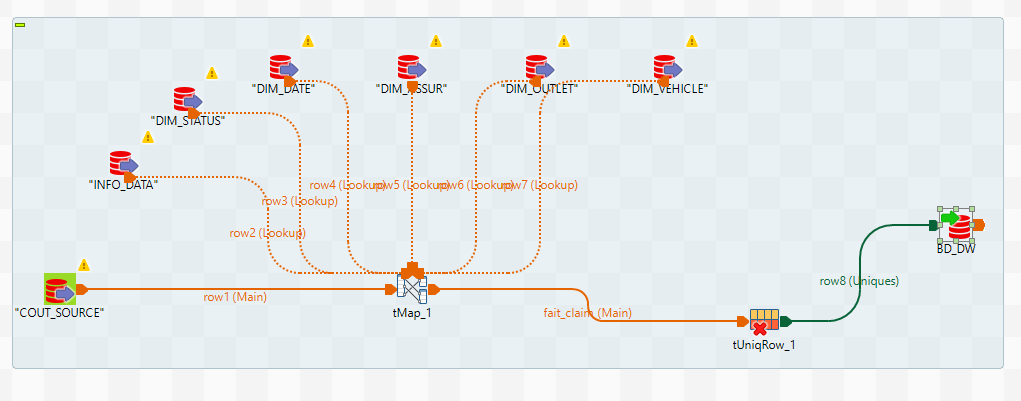 "DIM_DATE"
"DIM_ASSUR"
"DIM_OUTLET"
"DIM_VEHICLE"
"DIM_STATUS"
"INFO_DATA"
row4 (Lookup)
row5 (Lookup)
row6 (Lookup)
row7 (Lookup)
row3 (Lookup)
row2 (Lookup)
BD_DW
row8 (Uniques)
row1 (Main)
"COUT_SOURCE"
tMap_1
fait_claim (Main)
tUniqRow_1